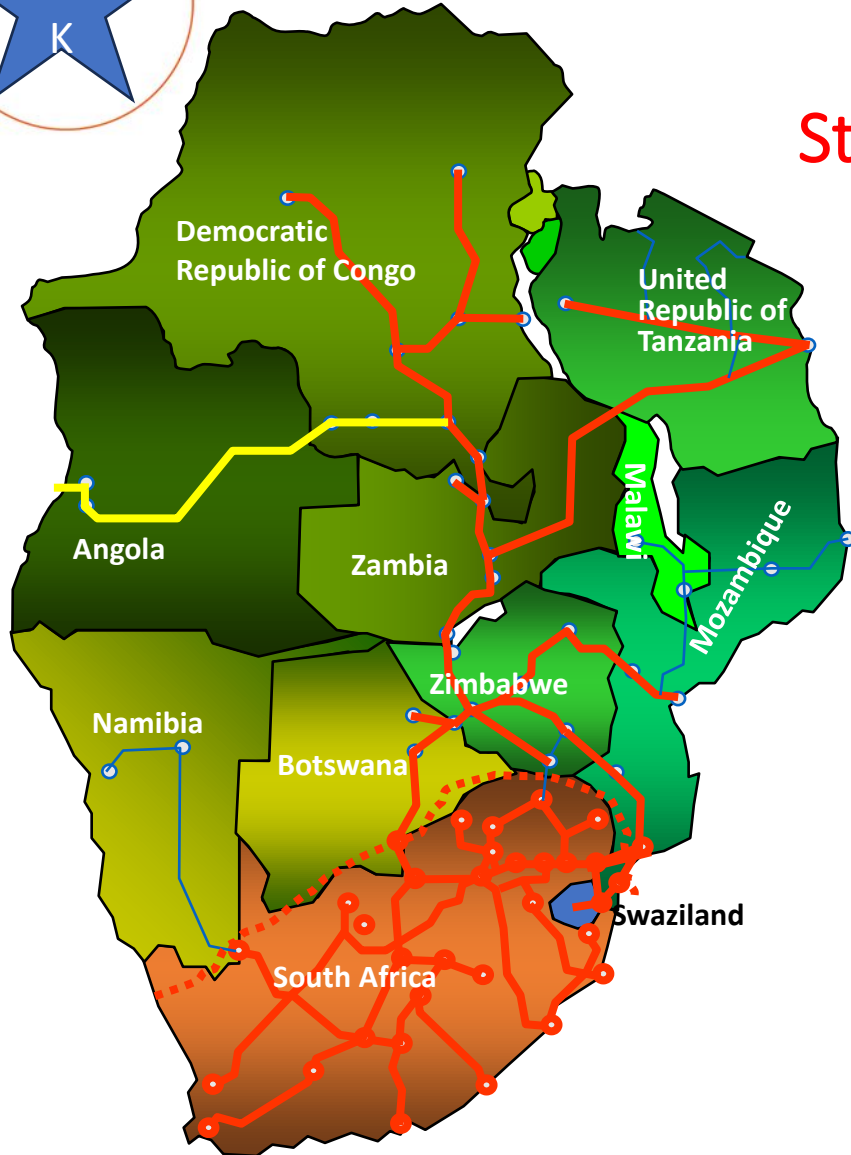 K
St
Democratic
Republic of Congo
United
Republic of
Tanzania
Malawi
Mozambique
Angola
Zambia
Zimbabwe
Namibia
Botswana
Swaziland
South Africa